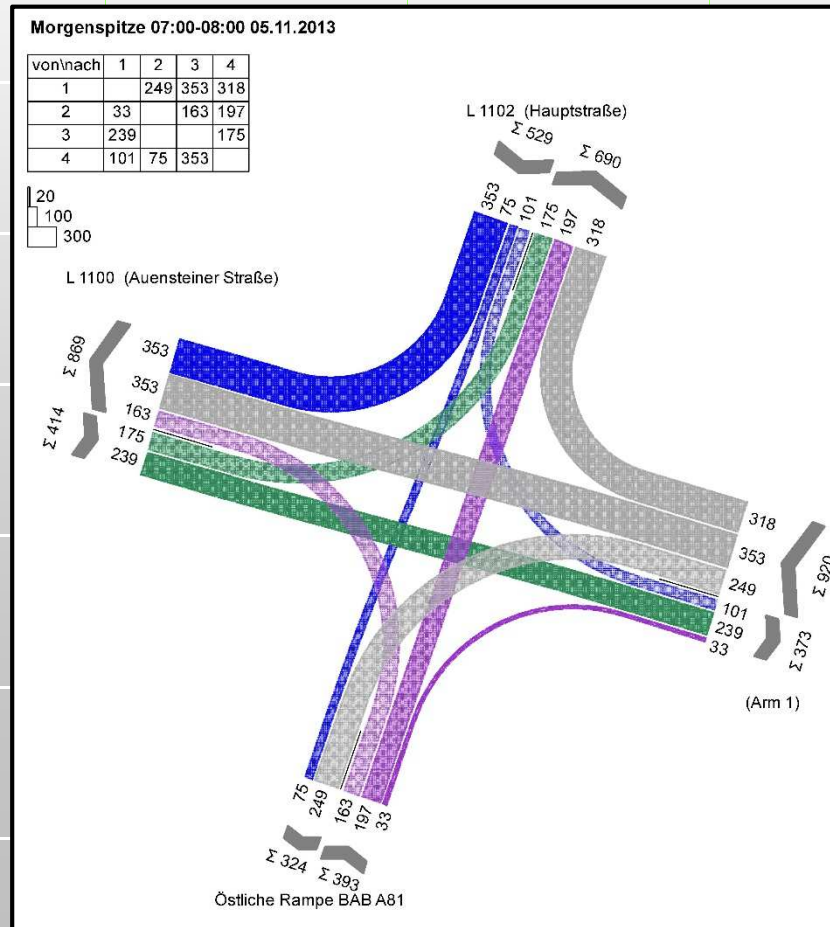 Morgenspitze 07:00-08:00 05.11.2013
von\nach 1 2 3 4
1 249 353 318
2 33 163 197
3 239 175
4 101 75 353
20
100
300
L 1102 (Hauptstraße)
Σ 529
Σ 690
353
75
101
175
197
318
L 1100 (Auensteiner Straße)
Σ 869
Σ 414
353
353
163
175
239
318
353
249
101
239
33
Σ 920
Σ 373
(Arm 1)
75
249
163
197
33
Σ 324
Σ 393
Östliche Rampe BAB A81